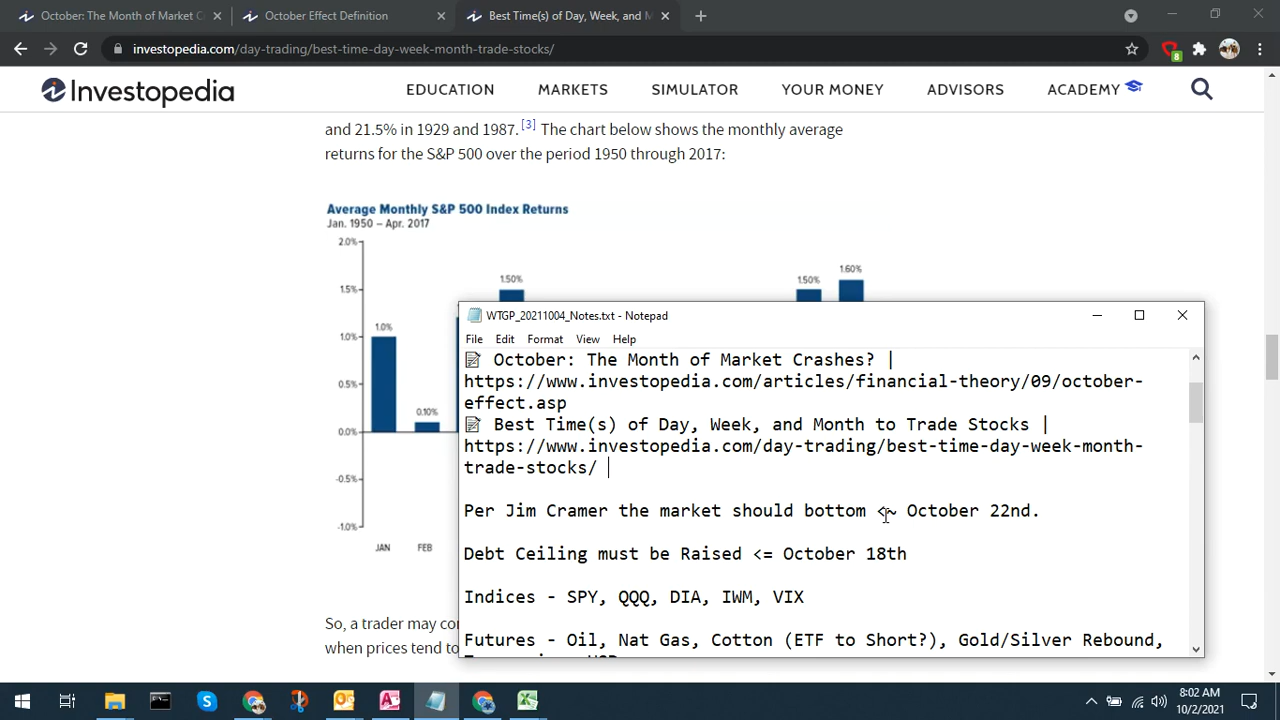 October: The Month of Market C
October Effect Definition
Best Time(s) of Day, Week, and M
investopedia.com/day-trading/best-time-day-week-month-trade-stocks/
8
Investopedia
EDUCATION MARKETS SIMULATOR YOUR MONEY ADVISORS ACADEMY
and 21.5% in 1929 and 1987.[3] The chart below shows the monthly average
returns for the S&P 500 over the period 1950 through 2017:
Average Monthly S&P 500 Index Returns
Jan. 1950 – Apr. 2017
2.0%
1.5%
1.0%
0.5%
0.0%
-0.5%
-1.0%
1.0%
0.10%
1.50%
1.50%
1.60%
JAN FEB
So, a trader may co
when prices tend to
WTGP_20211004_Notes.txt - Notepad
File Edit Format View Help
October: The Month of Market Crashes? |
https://www.investopedia.com/articles/financial-theory/09/october-
effect.asp
Best Time(s) of Day, Week, and Month to Trade Stocks |
https://www.investopedia.com/day-trading/best-time-day-week-month-
trade-stocks/
Per Jim Cramer the market should bottom <~ October 22nd.
Debt Ceiling must be Raised <= October 18th
Indices - SPY, QQQ, DIA, IWM, VIX
Futures - Oil, Nat Gas, Cotton (ETF to Short?), Gold/Silver Rebound,
8:02 AM
10/2/2021